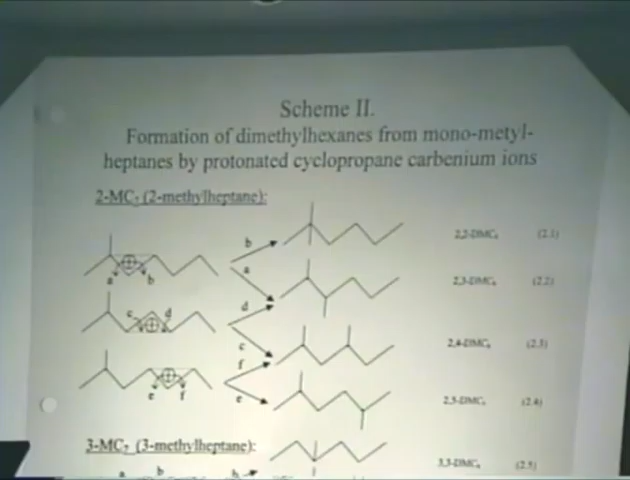 Scheme II.
Formation of dimethylhexanes from mono-metyl-
heptanes by protonated cyclopropane carbenium ions
2-MC₇ (2-methylheptane):
b
2,2-DMC₆ (2.1)
a b
a
2,3-DMC₆ (2.2)
c d
d
c
2,4-DMC₆ (2.3)
f
e f
e
2,5-DMC₆ (2.4)
3-MC₇ (3-methylheptane):
3,3-DMC₆ (2.5)
a b b